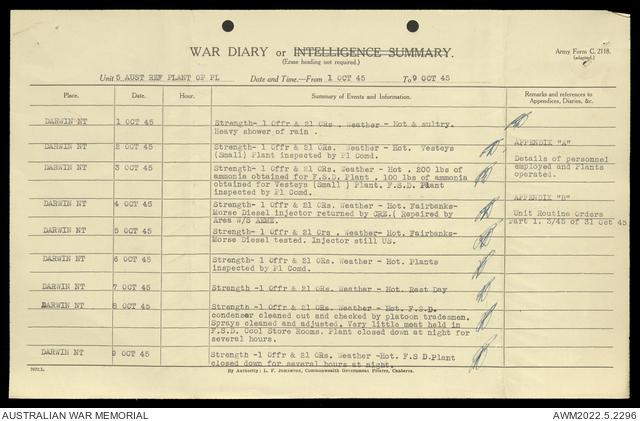 WAR DIARY or INTELLIGENCE SUMMARY.
(Erase heading not required.)
Army Form C. 2118.
(adapted.)
Unit 5 AUST REF PLANT OP PL Date and Time.—From 1 OCT 45 To 9 OCT 45
Place. Date. Hour. Summary of Events and Information. Remarks and references to Appendices, Diaries, &c.
DARWIN NT 1 OCT 45 Strength- 1 Offr & 21 ORs . Weather - Hot & sultry.
Heavy shower of rain .
DARWIN NT 2 OCT 45 Strength- 1 Offr & 21 ORs. Weather - Hot. Vesteys
(Small) Plant inspected by Pl Comd.
DARWIN NT 3 OCT 45 Strength- 1 Offr & 21 ORs. Weather - Hot . 200 lbs of
ammonia obtained for F.S.D. Plant . 100 lbs of ammonia
obtained for Vesteys (Small ) Plant. F.S.D. Plant
inspected by Pl Comd.
DARWIN NT 4 OCT 45 Strength- 1 Offr & 21 ORs. Weather- Hot. Fairbanks-
Morse Diesel injector returned by CRE.( Repaired by
Area W/S AEME.
DARWIN NT 5 OCT 45 Strength-1 Offr & 21 Ors . Weather- Hot. Fairbanks-
Morse Diesel tested. Injector still US.
DARWIN NT 6 OCT 45 Strength- -1 Offr & 21 ORs. Weather - Hot. Plants
inspected by Pl Comd.
DARWIN NT 7 OCT 45 Strength -1 Offr & 21 ORs. Weather - Hot. Rest Day
DARWIN NT 8 OCT 45 Strength -1 Offr & 21 ORs. Weather - Hot. F.S.D.
condenser cleaned out and checked by platoon tradesmen.
Sprays cleaned and adjusted. Very little meat held in
F.S.D. Cool Store Rooms. Plant closed down at night for
several hours.
DARWIN NT 9 OCT 45 Strength -1 Offr & 21 ORs. Weather -Hot. F.S D.Plant
closed down for several hours at night.
APPENDIX "A"
Details of personnel
employed and Plants
operated.
APPENDIX "B"
Unit Routine Orders
Part 1. 3/45 of 31 Oct 45
By Authority: L. F. Johnston, Commonwealth Government Printer, Canberra.
AUSTRALIAN WAR MEMORIAL
AWM2022.5.2296